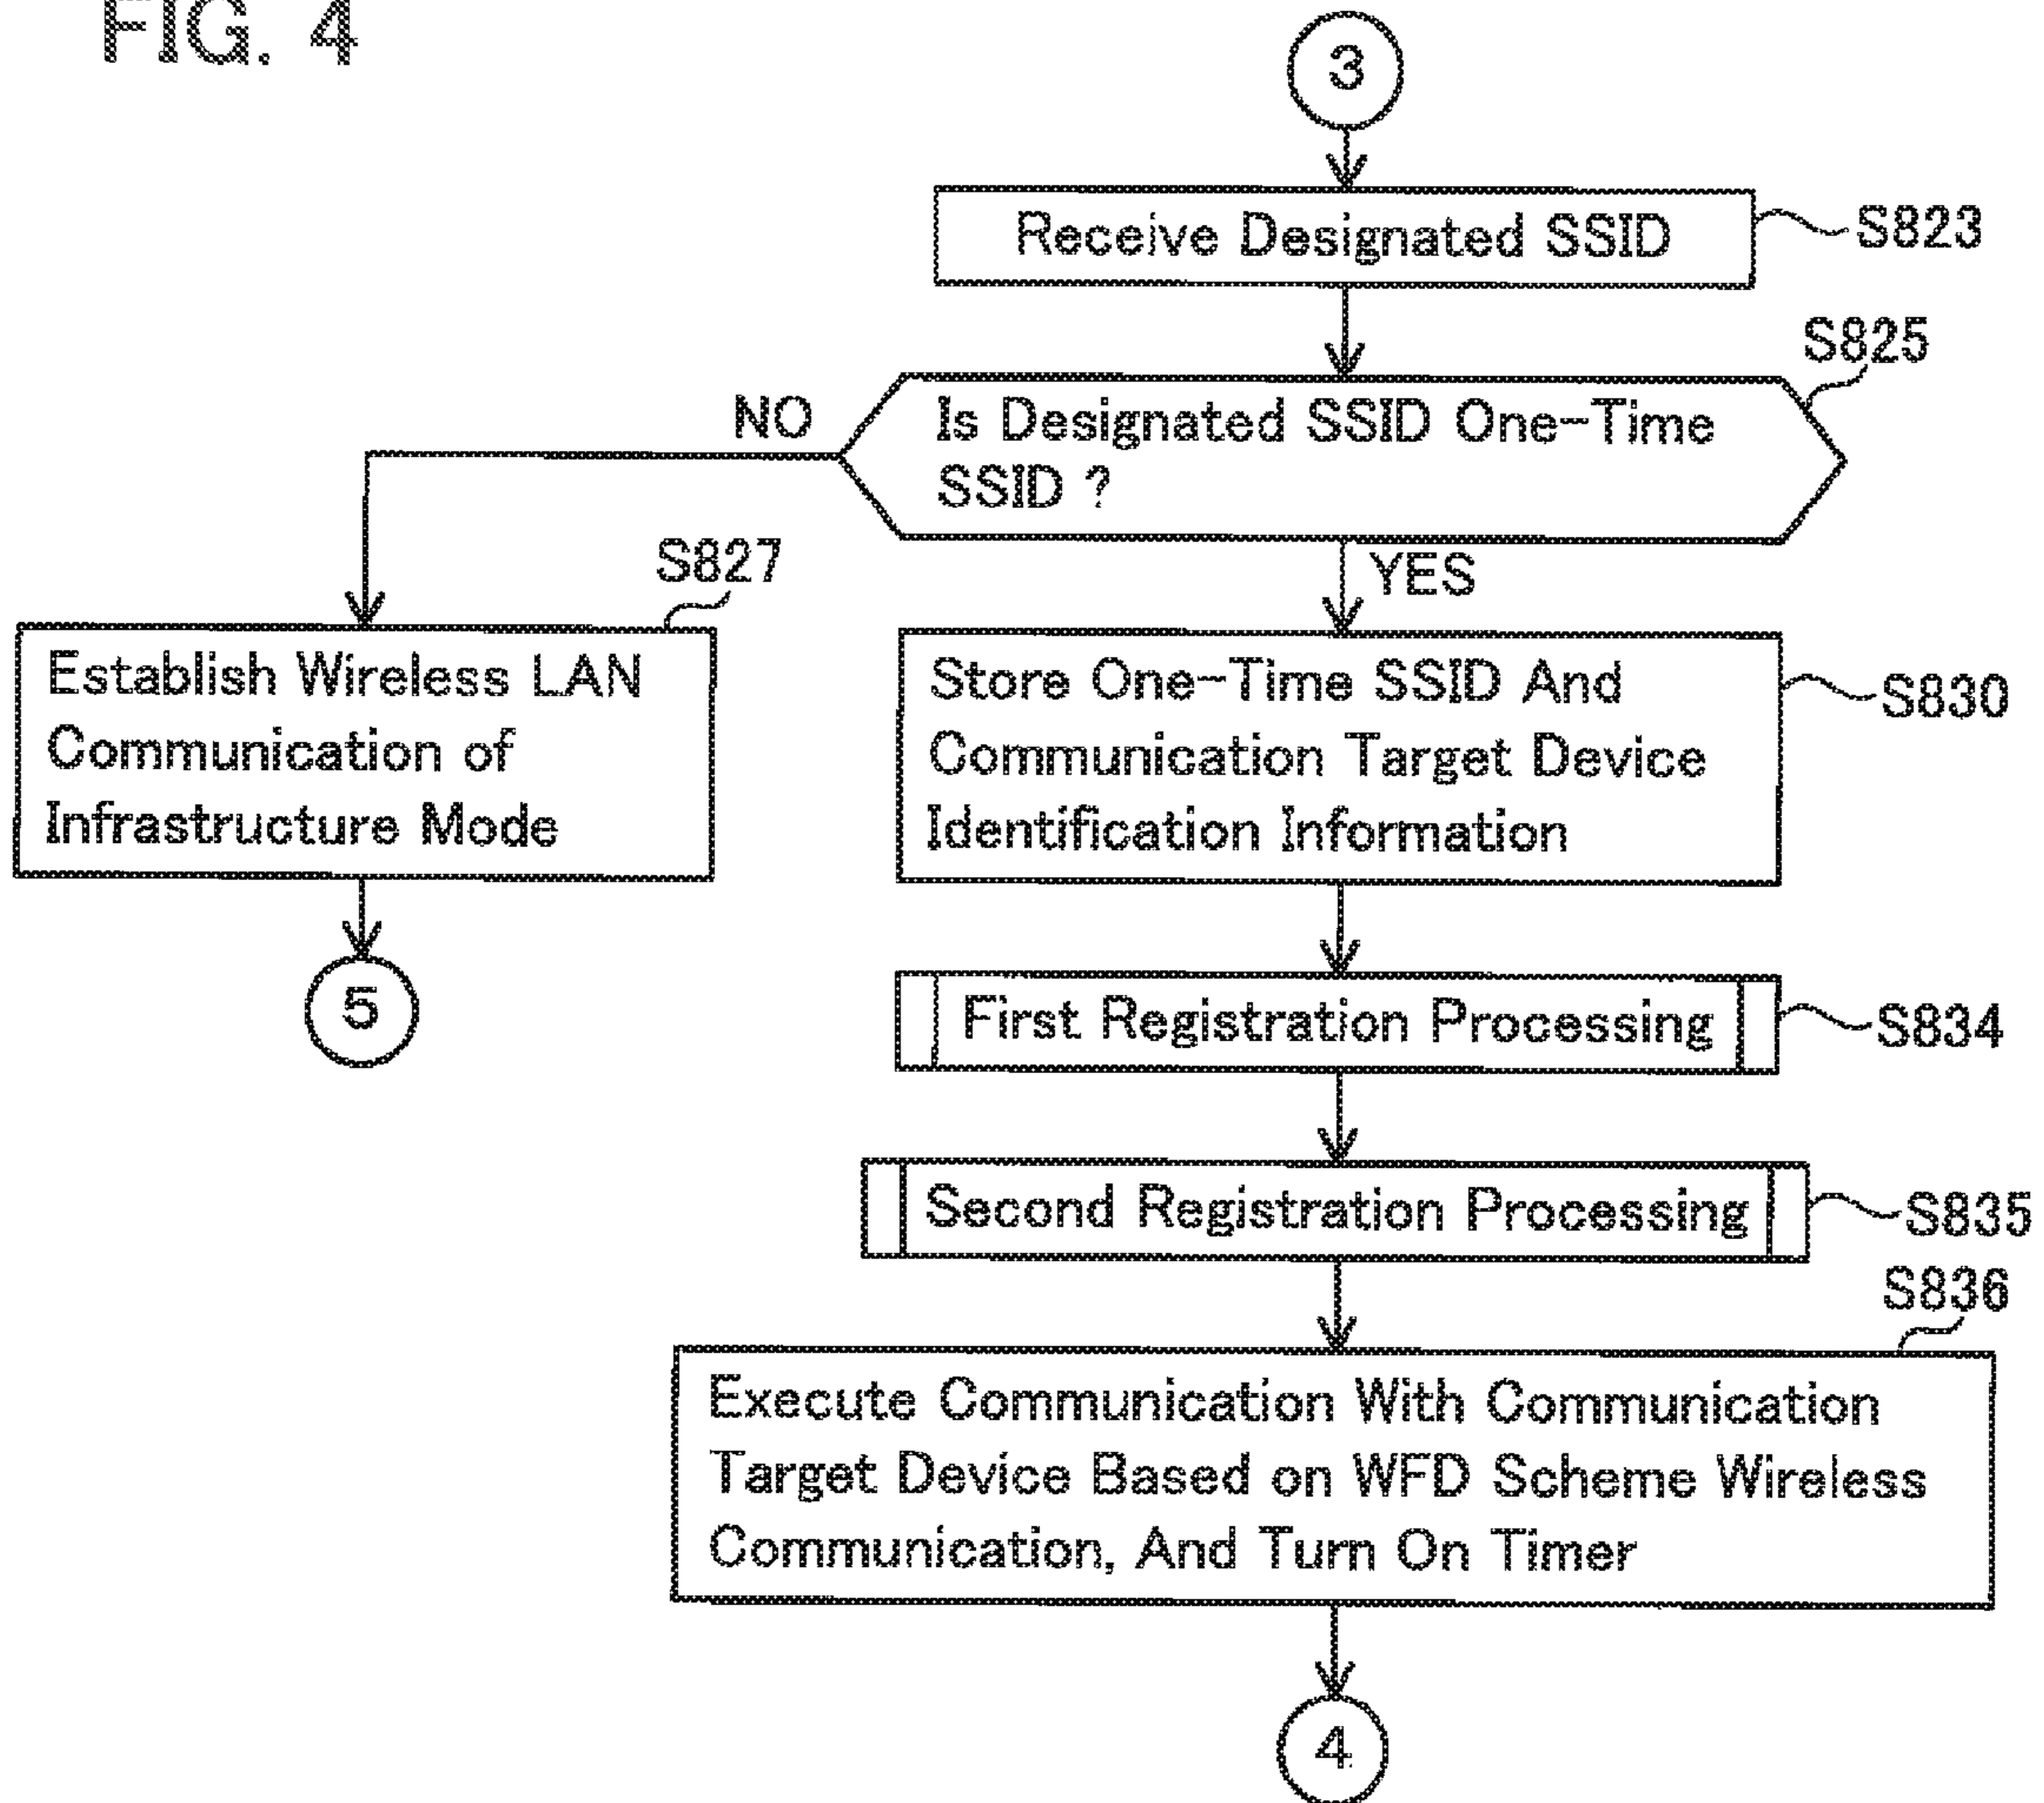 FIG. 4
3
Receive Designated SSID
S823
S825
Is Designated SSID One-Time
SSID ?
NO
YES
S827
Establish Wireless LAN
Communication of
Infrastructure Mode
5
Store One-Time SSID And
Communication Target Device
Identification Information
S830
First Registration Processing
S834
Second Registration Processing
S835
S836
Execute Communication With Communication
Target Device Based on WFD Scheme Wireless
Communication, And Turn On Timer
4